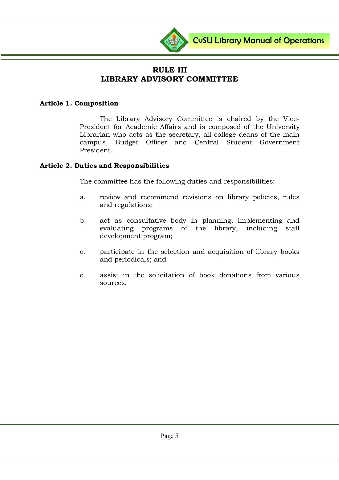 CvSU Library Manual of Operations
RULE III
LIBRARY ADVISORY COMMITTEE
Article 1. Composition
The Library Advisory Committee is chaired by the Vice-
President for Academic Affairs and is composed of the University
Librarian who acts as the secretary, all college deans of the main
campus, Budget Officer and Central Student Government
President.
Article 2. Duties and Responsibilities
The committee has the following duties and responsibilities:
a. review and recommend revisions on library policies, rules
and regulations;
b. act as consultative body in planning, implementing and
evaluating programs of the library, including staff
development program;
c. participate in the selection and acquisition of library books
and periodicals; and
d. assist in the solicitation of book donations from various
sources.
Page